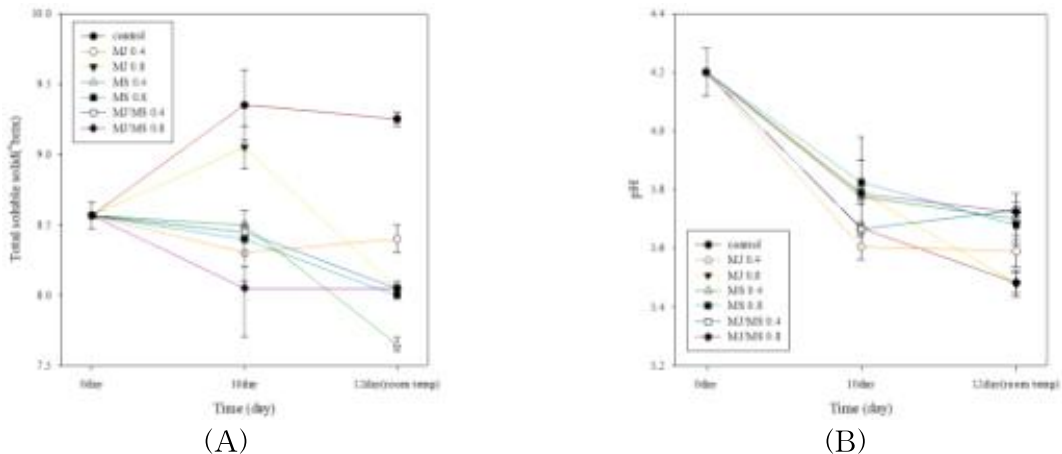 10.0
9.5
9.0
8.5
8.0
7.5
Total soluble solid(°brix)
control
MJ 0.4
MJ 0.8
MS 0.4
MS 0.8
MJ/MS 0.4
MJ/MS 0.8
0day
10day
12day(room temp)
Time (day)
(A)
4.4
4.2
4.0
3.8
3.6
3.4
3.2
pH
control
MJ 0.4
MJ 0.8
MS 0.4
MS 0.8
MJ/MS 0.4
MJ/MS 0.8
0day
10day
12day(room temp)
Time (day)
(B)